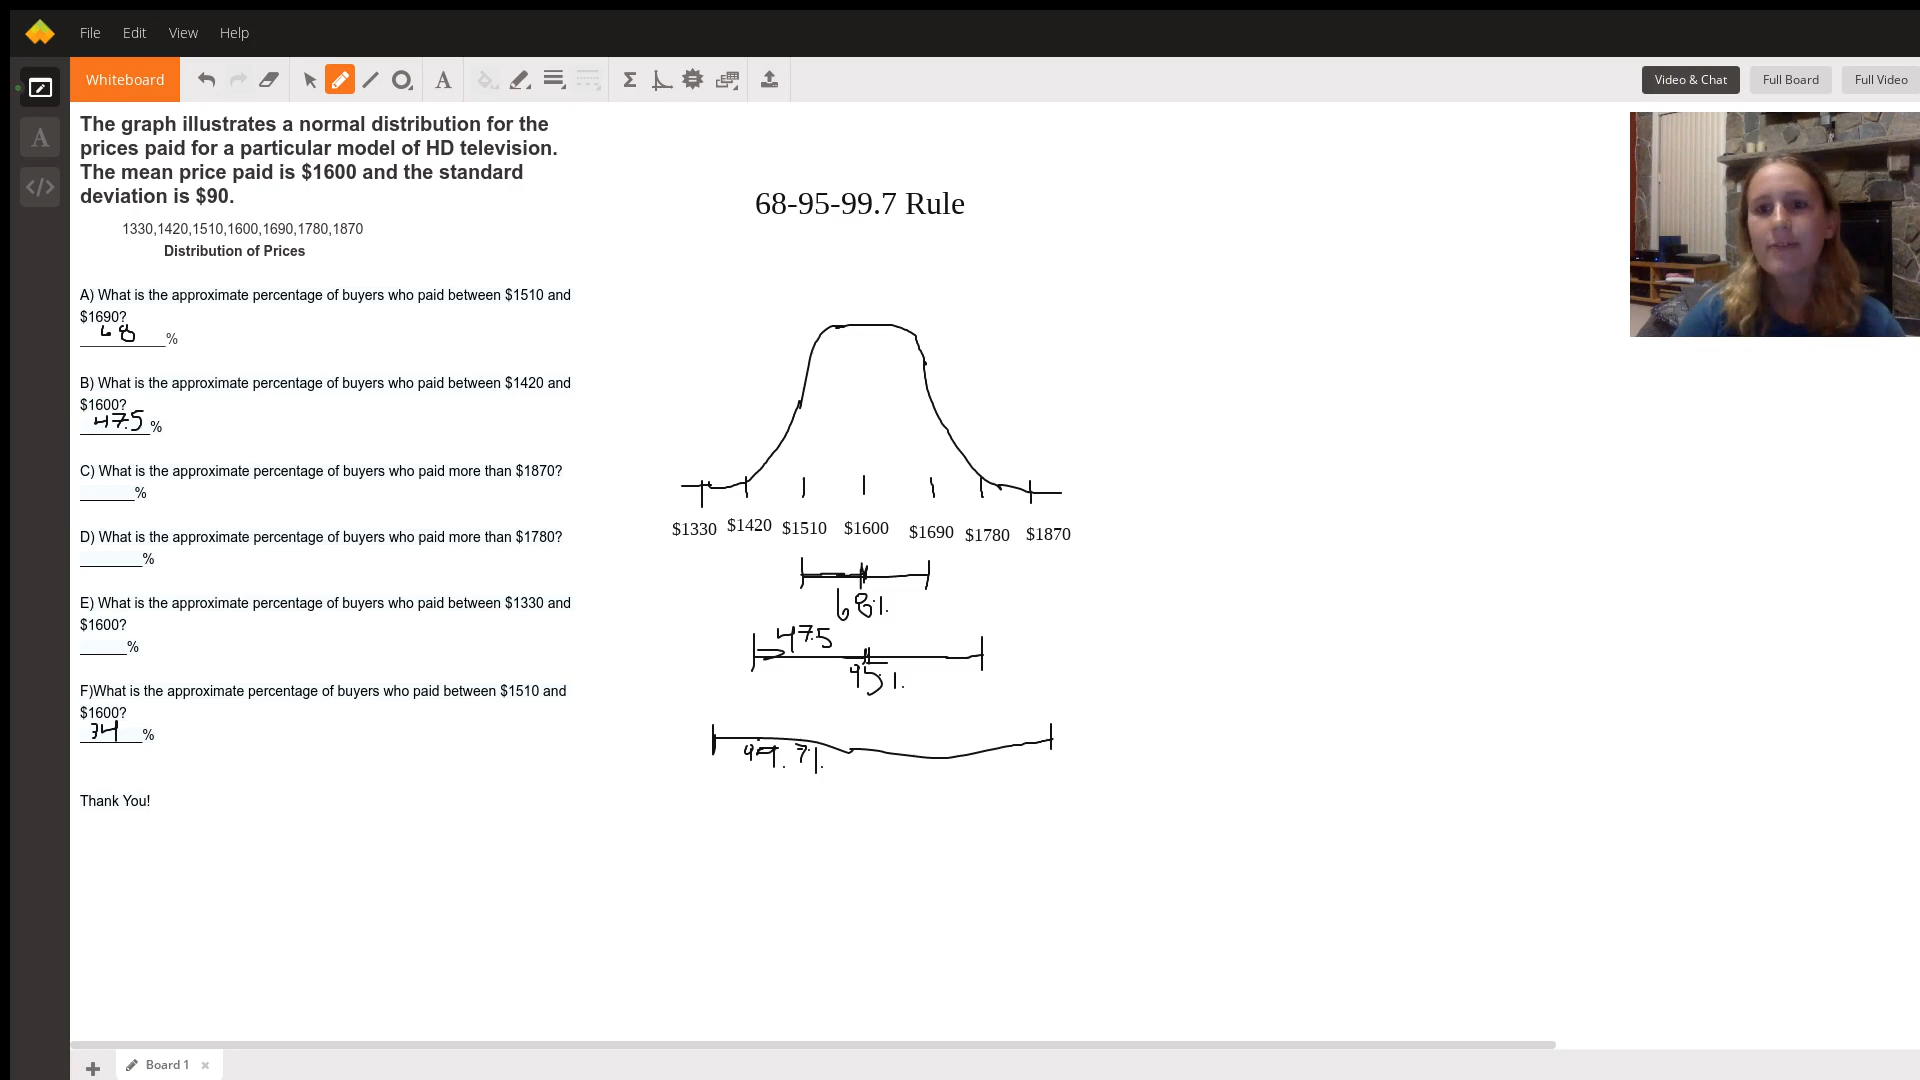 File Edit View Help
Whiteboard
A
Σ
Video & Chat
Full Board
Full Video
A
</>
The graph illustrates a normal distribution for the
prices paid for a particular model of HD television.
The mean price paid is $1600 and the standard
deviation is $90.
1330,1420,1510,1600,1690,1780,1870
Distribution of Prices
A) What is the approximate percentage of buyers who paid between $1510 and
$1690?
68
%
B) What is the approximate percentage of buyers who paid between $1420 and
$1600?
47.5
%
C) What is the approximate percentage of buyers who paid more than $1870?
%
D) What is the approximate percentage of buyers who paid more than $1780?
%
E) What is the approximate percentage of buyers who paid between $1330 and
$1600?
%
F)What is the approximate percentage of buyers who paid between $1510 and
$1600?
34
%
Thank You!
68-95-99.7 Rule
$1330 $1420 $1510 $1600 $1690 $1780 $1870
68%
47.5
95%
99.7%
Board 1